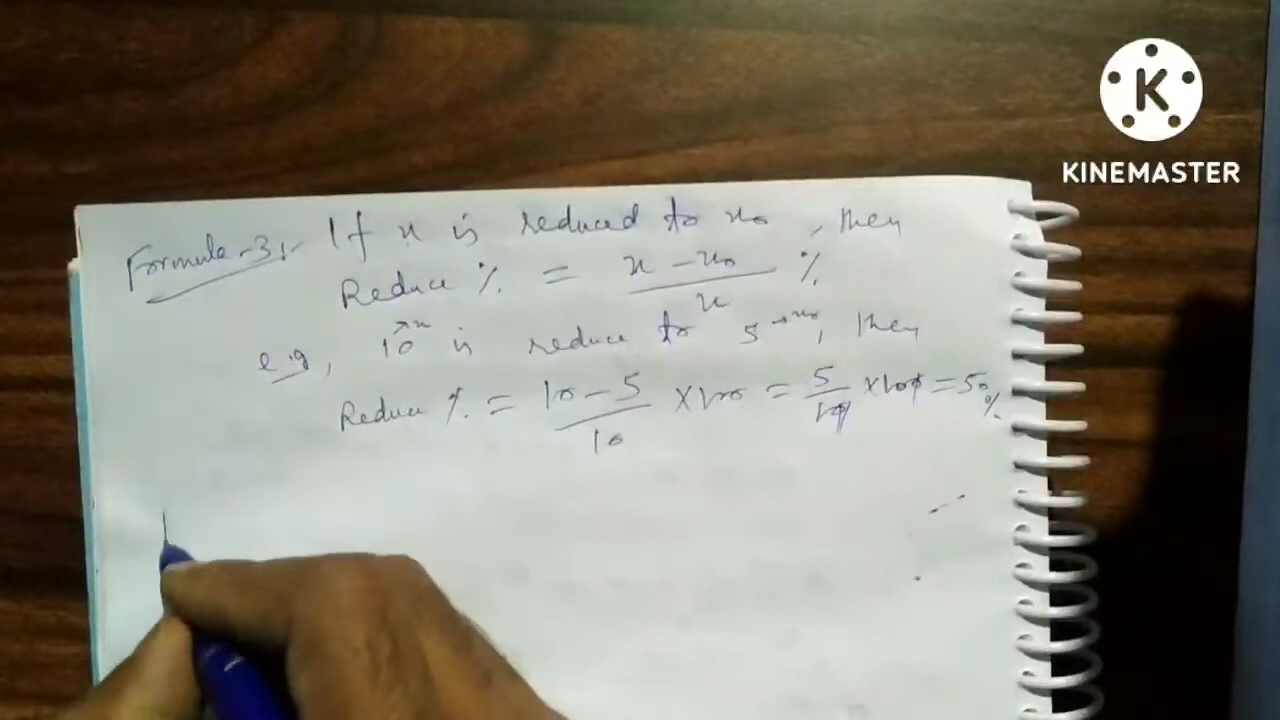 K
KINEMASTER
Formula-3:- If x is reduced to x₀, then
Reduce % = x - x₀ / x %
e.g, 10→x is reduce to 5→x₀, then
Reduce % = 10 - 5 / 10 × 100 = 5 / 10 × 100 = 50%